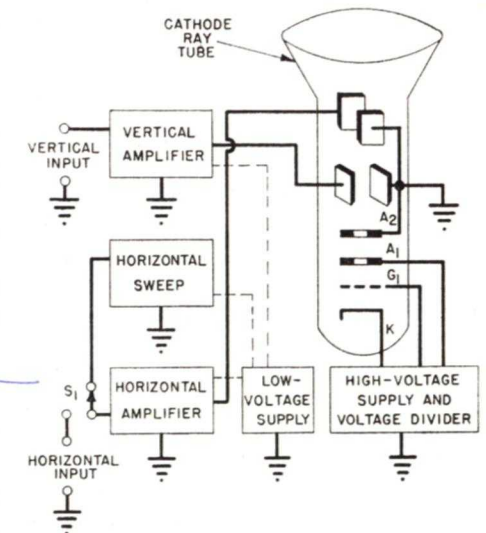 CATHODE
RAY
TUBE
VERTICAL
INPUT
VERTICAL
AMPLIFIER
A2
A1
G1
K
HORIZONTAL
SWEEP
S1
HORIZONTAL
AMPLIFIER
LOW-
VOLTAGE
SUPPLY
HIGH-VOLTAGE
SUPPLY AND
VOLTAGE DIVIDER
HORIZONTAL
INPUT